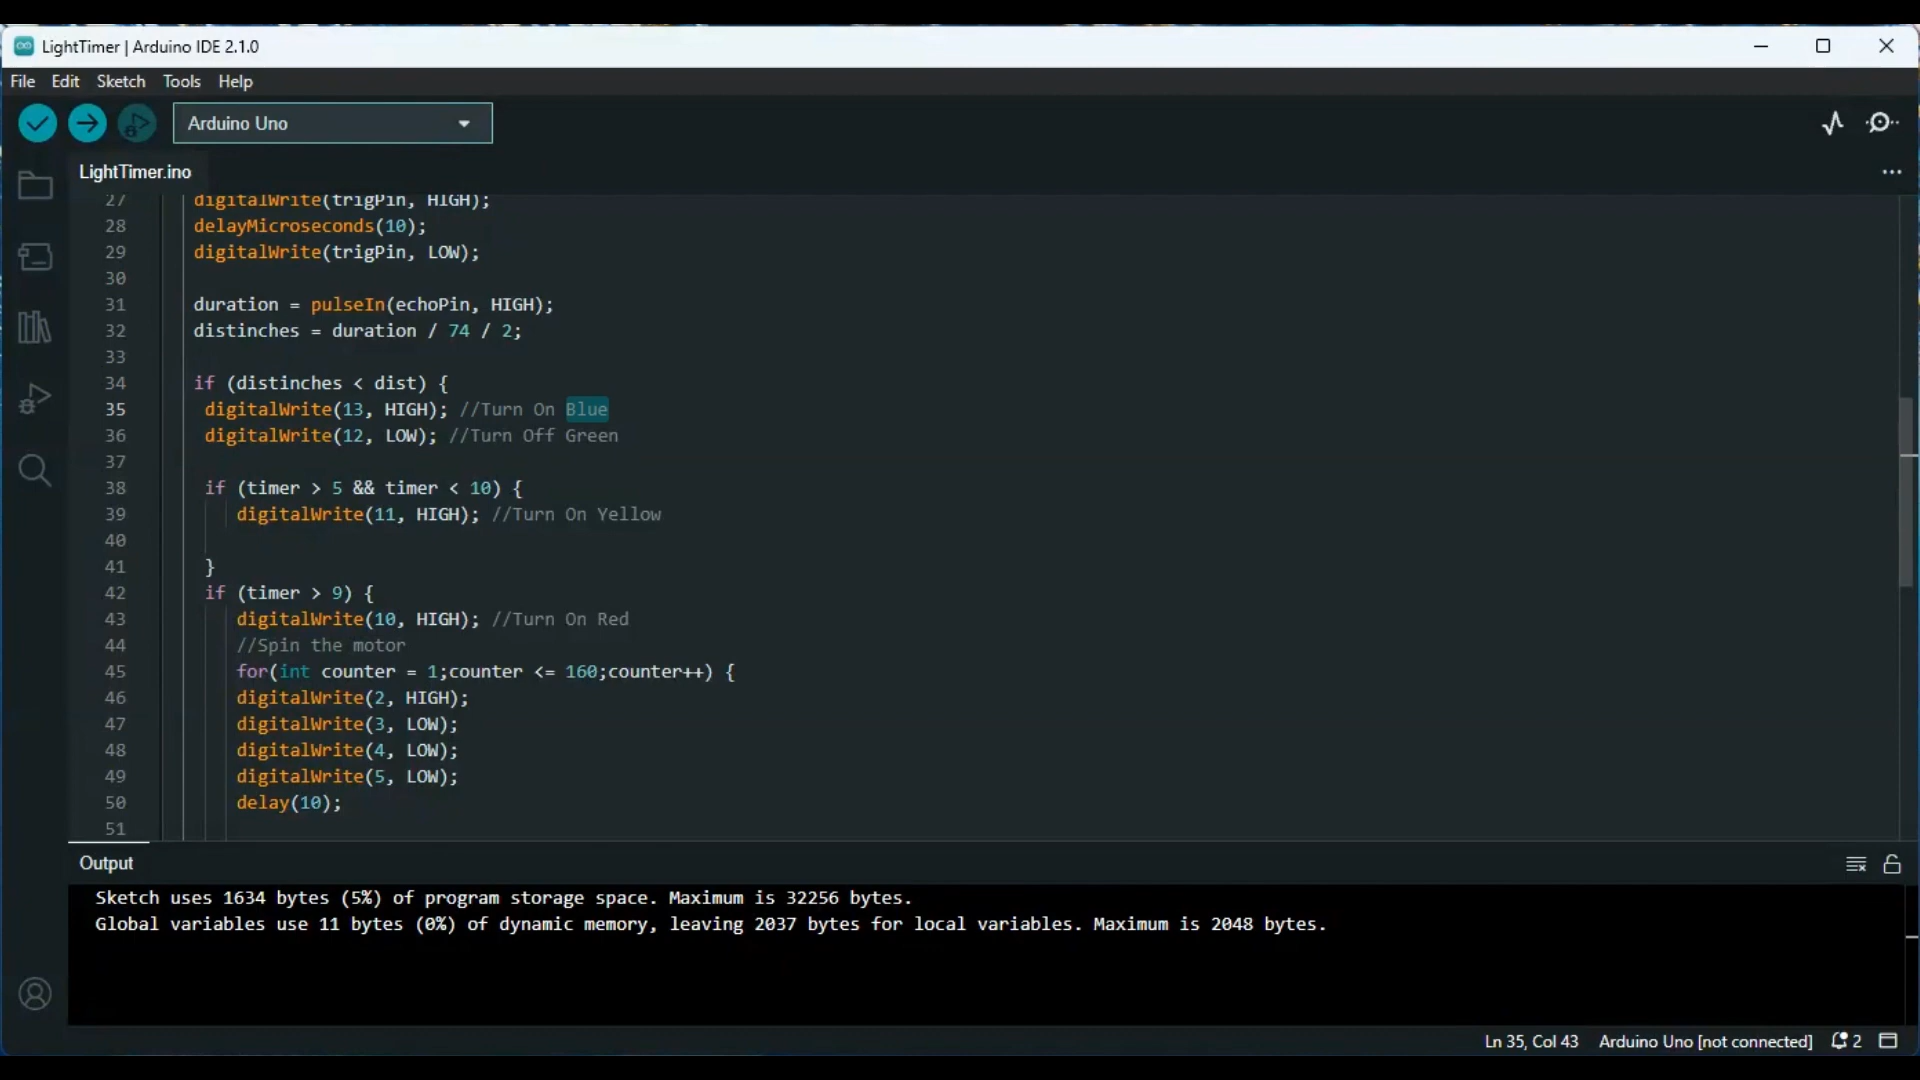 LightTimer | Arduino IDE 2.1.0
File Edit Sketch Tools Help
Arduino Uno
LightTimer.ino
27 digitalWrite(trigPin, HIGH);
28 delayMicroseconds(10);
29 digitalWrite(trigPin, LOW);
30
31 duration = pulseIn(echoPin, HIGH);
32 distinches = duration / 74 / 2;
33
34 if (distinches < dist) {
35 digitalWrite(13, HIGH); //Turn On Blue
36 digitalWrite(12, LOW); //Turn Off Green
37
38 if (timer > 5 && timer < 10) {
39 digitalWrite(11, HIGH); //Turn On Yellow
40
41 }
42 if (timer > 9) {
43 digitalWrite(10, HIGH); //Turn On Red
44 //Spin the motor
45 for(int counter = 1;counter <= 160;counter++) {
46 digitalWrite(2, HIGH);
47 digitalWrite(3, LOW);
48 digitalWrite(4, LOW);
49 digitalWrite(5, LOW);
50 delay(10);
51
Output
Sketch uses 1634 bytes (5%) of program storage space. Maximum is 32256 bytes.
Global variables use 11 bytes (0%) of dynamic memory, leaving 2037 bytes for local variables. Maximum is 2048 bytes.
Ln 35, Col 43 Arduino Uno [not connected] 2